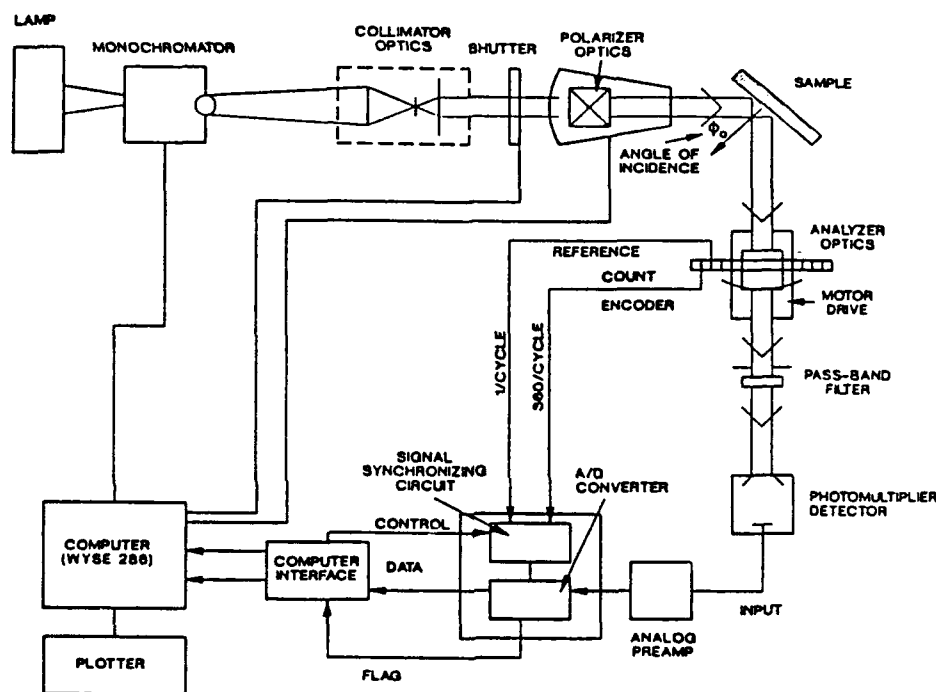 LAMP
MONOCHROMATOR
COLLIMATOR
OPTICS
SHUTTER
POLARIZER
OPTICS
SAMPLE
Φo
ANGLE OF
INCIDENCE
ANALYZER
OPTICS
REFERENCE
COUNT
ENCODER
MOTOR
DRIVE
1/CYCLE
360/CYCLE
PASS-BAND
FILTER
SIGNAL
SYNCHRONIZING
CIRCUIT
A/D
CONVERTER
PHOTOMULTIPLIER
DETECTOR
CONTROL
COMPUTER
(WYSE 286)
COMPUTER
INTERFACE
DATA
ANALOG
PREAMP
INPUT
PLOTTER
FLAG